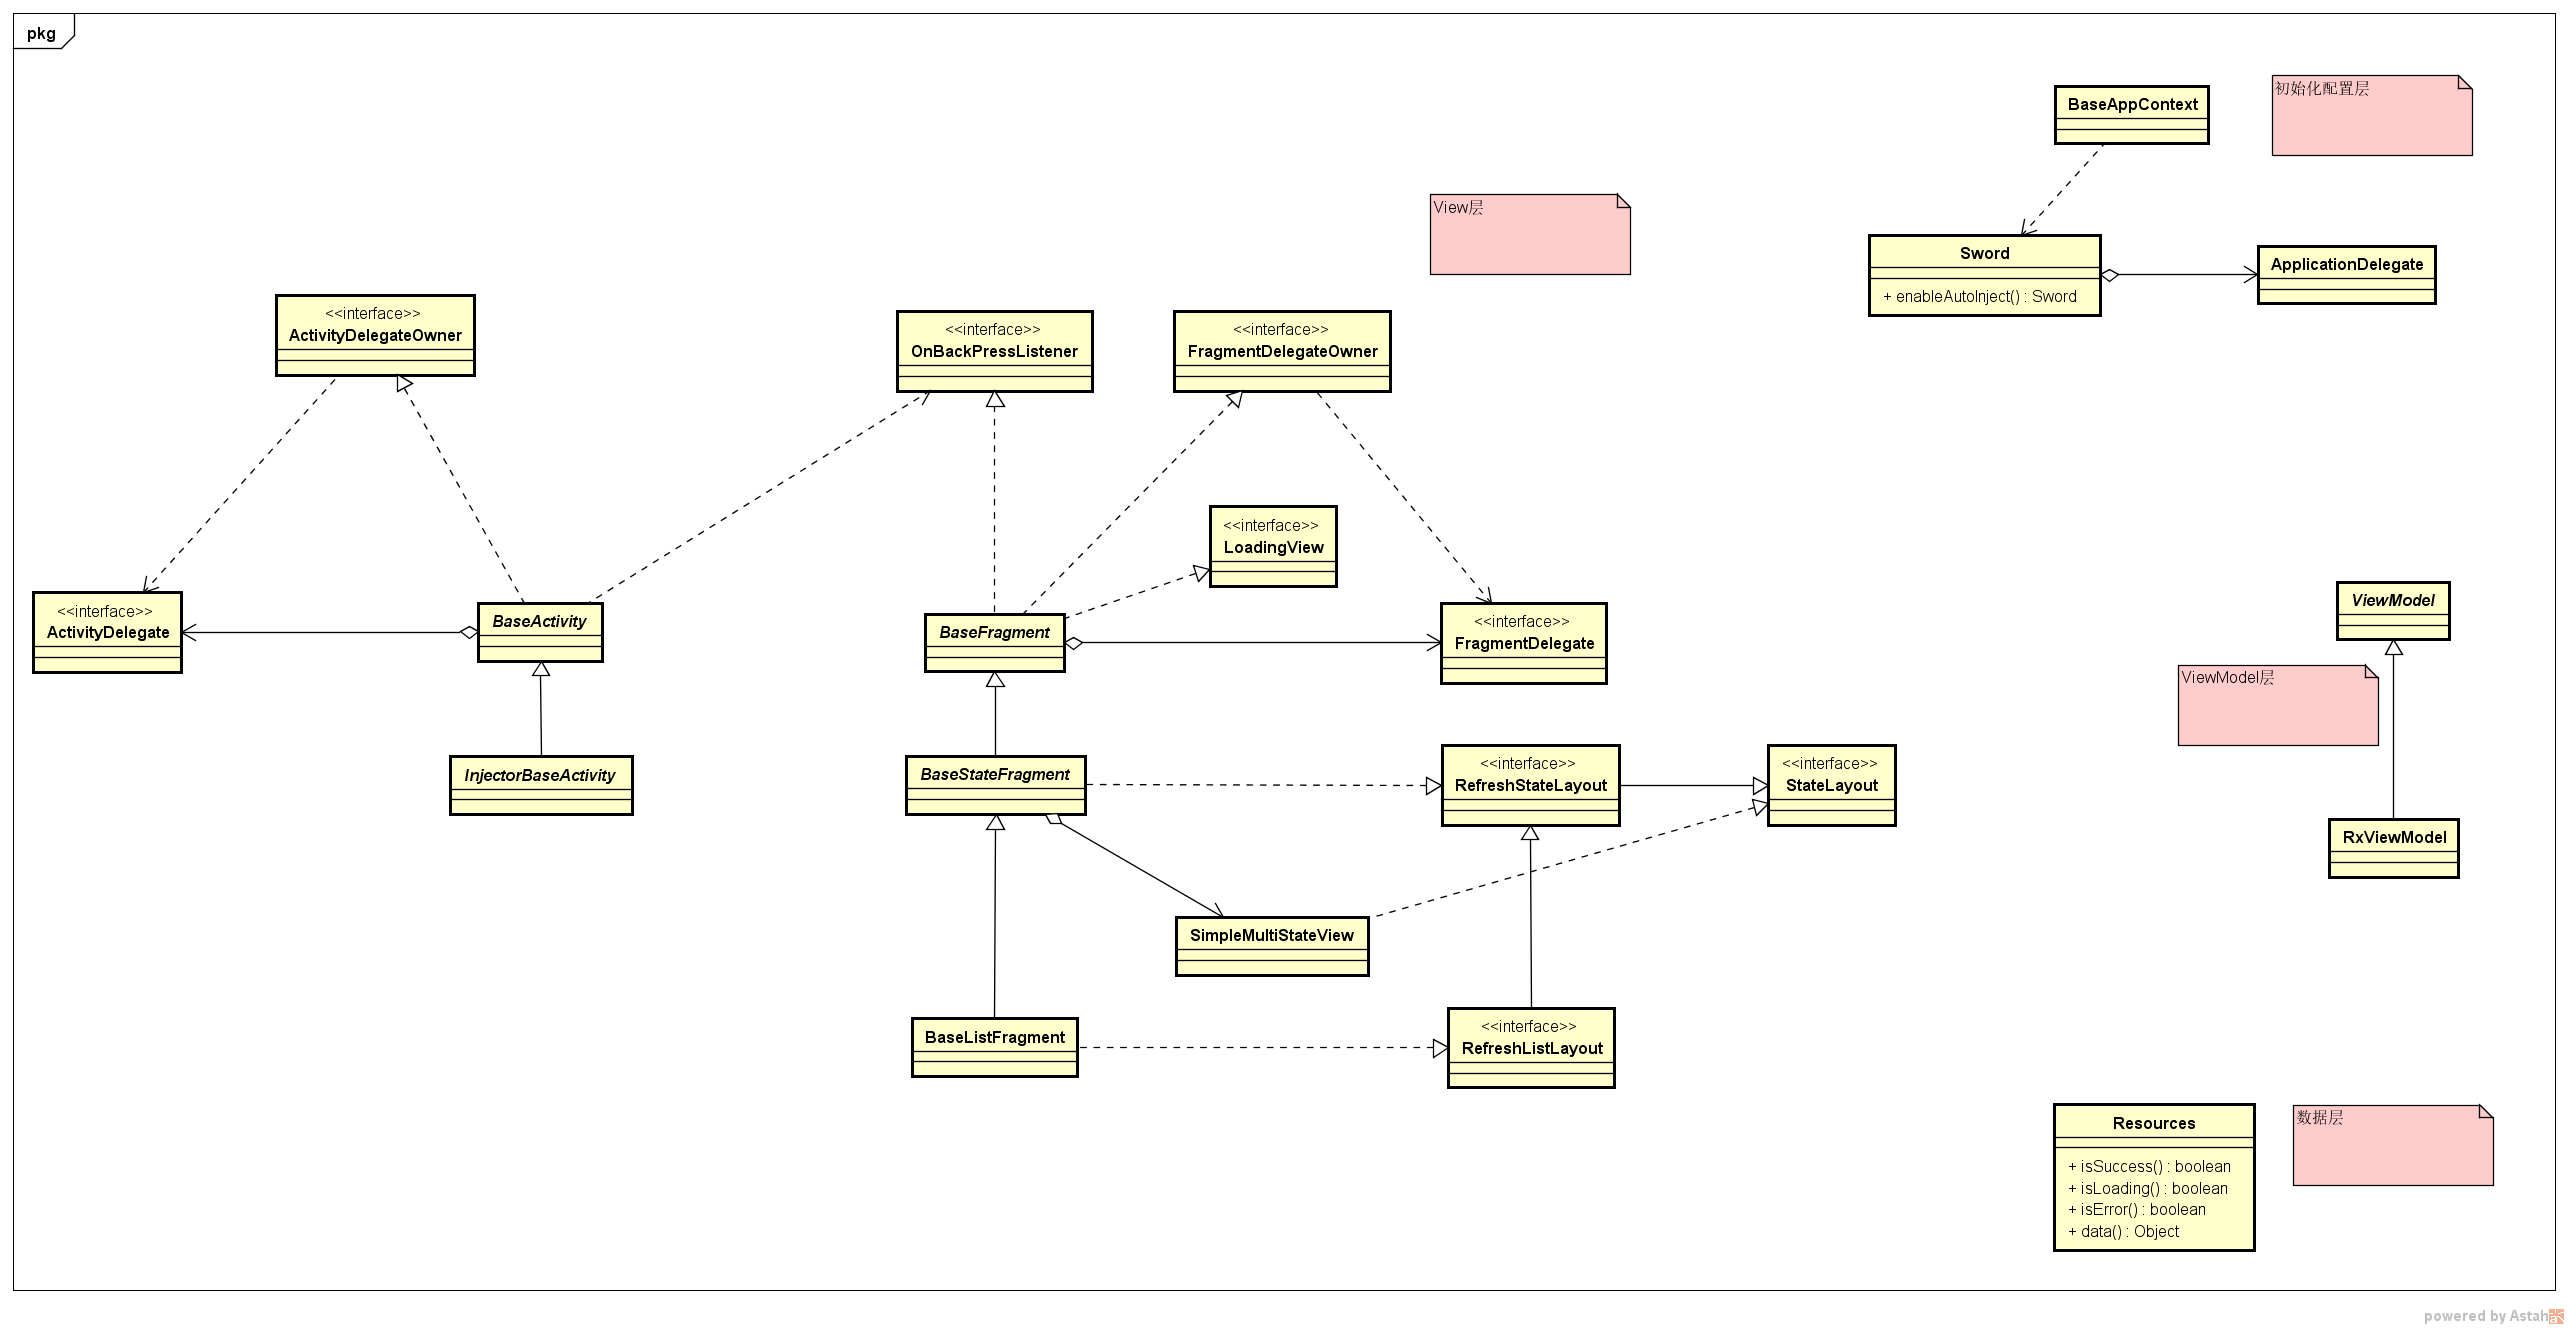 pkg
BaseAppContext
初始化配置层
View层
Sword
+ enableAutoInject() : Sword
ApplicationDelegate
<<interface>>
ActivityDelegateOwner
<<interface>>
OnBackPressListener
<<interface>>
FragmentDelegateOwner
<<interface>>
LoadingView
<<interface>>
ActivityDelegate
BaseActivity
BaseFragment
<<interface>>
FragmentDelegate
ViewModel
ViewModel层
InjectorBaseActivity
BaseStateFragment
<<interface>>
RefreshStateLayout
<<interface>>
StateLayout
RxViewModel
SimpleMultiStateView
BaseListFragment
<<interface>>
RefreshListLayout
Resources
+ isSuccess() : boolean
+ isLoading() : boolean
+ isError() : boolean
+ data() : Object
数据层
powered by Astah